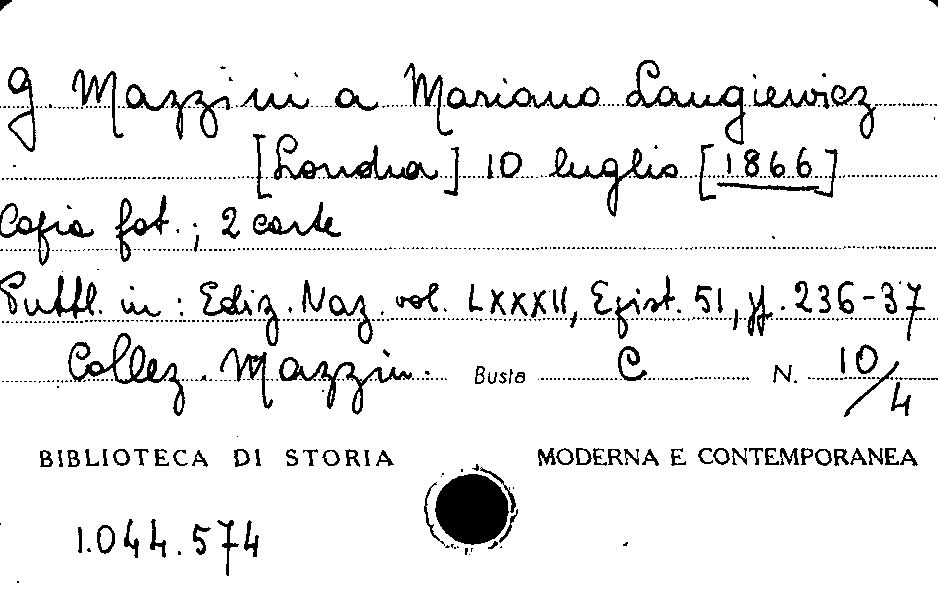 G. Mazzini a Mariano Langiewicz
[Londra] 10 luglio [1866]
Copia fot.; 2 carte
Pubbl. in: Ediz. Naz. vol. LXXXII, Epist. 51, pp. 236-37
Collez. Mazzin. Busta C N. 10/4
BIBLIOTECA DI STORIA MODERNA E CONTEMPORANEA
1.044.574